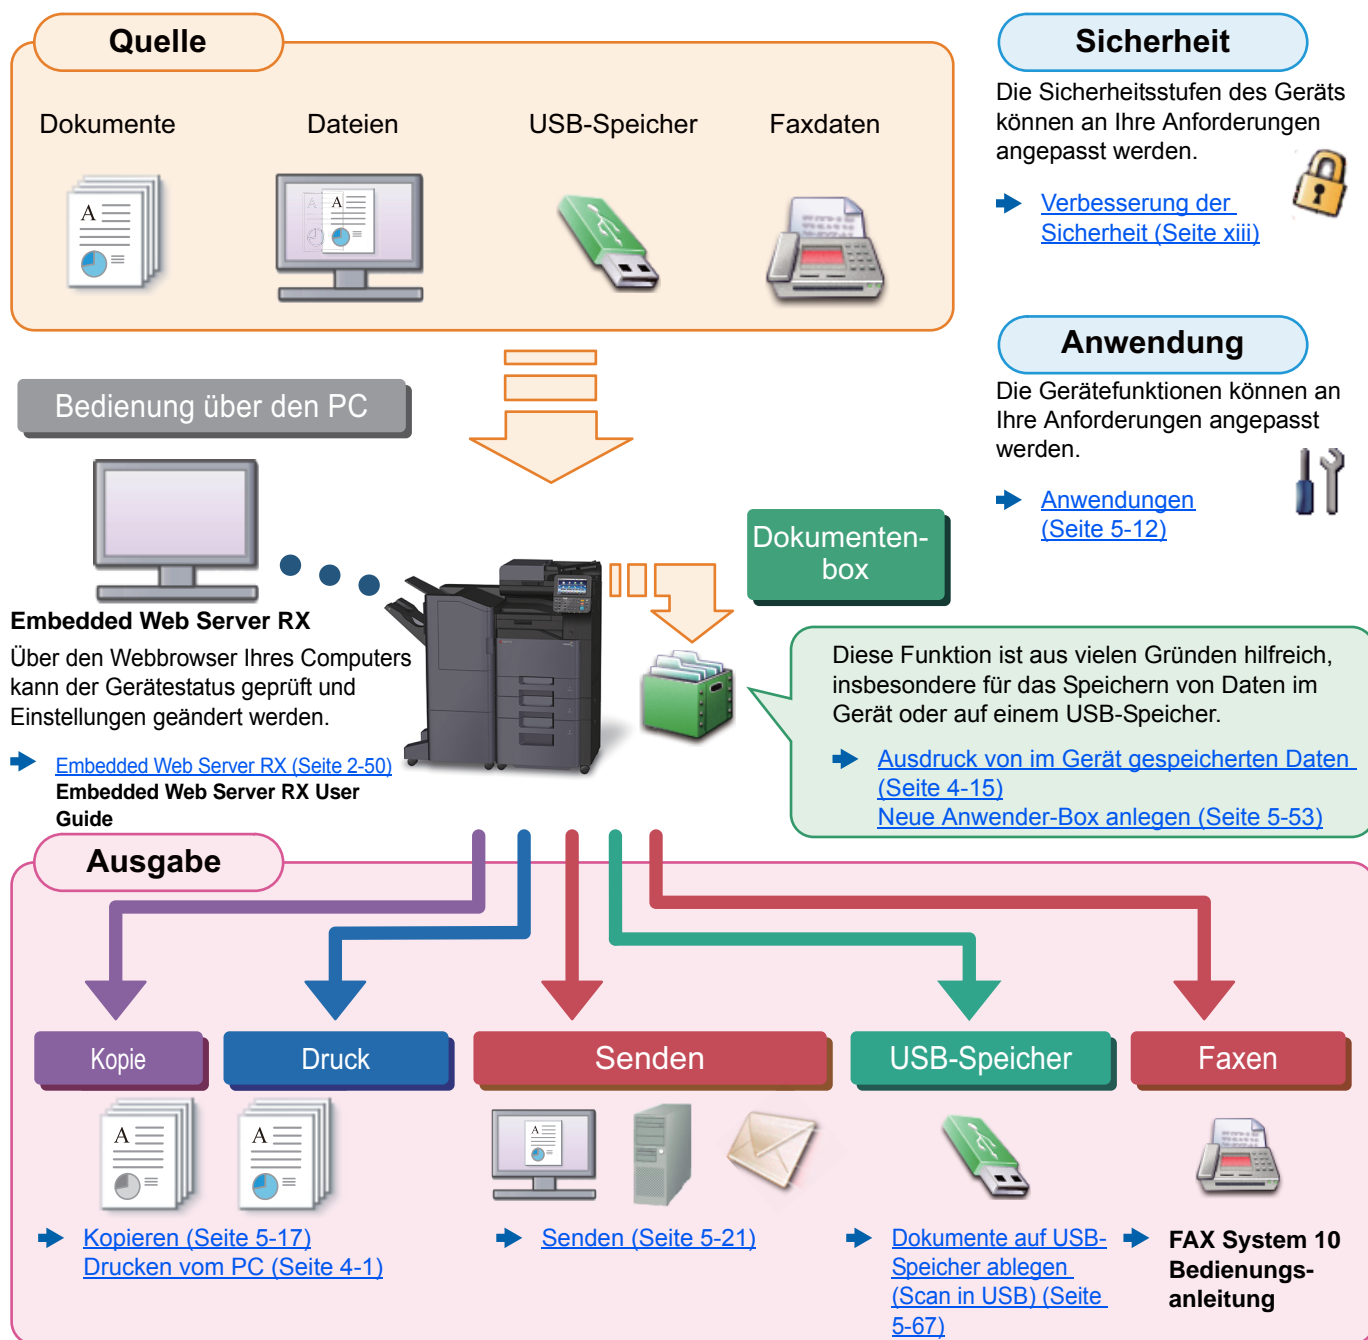 Quelle
Dokumente
Dateien
USB-Speicher
Faxdaten
Sicherheit
Die Sicherheitsstufen des Geräts
können an Ihre Anforderungen
angepasst werden.
Verbesserung der
Sicherheit (Seite xiii)
Anwendung
Die Gerätefunktionen können an
Ihre Anforderungen angepasst
werden.
Anwendungen
(Seite 5-12)
Bedienung über den PC
Embedded Web Server RX
Über den Webbrowser Ihres Computers
kann der Gerätestatus geprüft und
Einstellungen geändert werden.
Embedded Web Server RX (Seite 2-50)
Embedded Web Server RX User
Guide
Dokumenten-
box
Diese Funktion ist aus vielen Gründen hilfreich,
insbesondere für das Speichern von Daten im
Gerät oder auf einem USB-Speicher.
Ausdruck von im Gerät gespeicherten Daten
(Seite 4-15)
Neue Anwender-Box anlegen (Seite 5-53)
Ausgabe
Kopie
Druck
Senden
USB-Speicher
Faxen
A
A
A
Kopieren (Seite 5-17)
Drucken vom PC (Seite 4-1)
Senden (Seite 5-21)
Dokumente auf USB-
Speicher ablegen
(Scan in USB) (Seite
5-67)
FAX System 10
Bedienungs-
anleitung